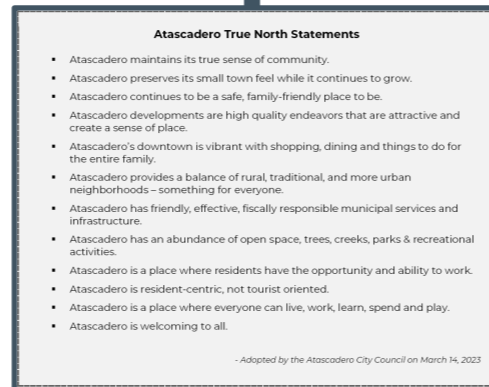 Atascadero True North Statements
▪ Atascadero maintains its true sense of community.
▪ Atascadero preserves its small town feel while it continues to grow.
▪ Atascadero continues to be a safe, family-friendly place to be.
▪ Atascadero developments are high quality endeavors that are attractive and
create a sense of place.
▪ Atascadero's downtown is vibrant with shopping, dining and things to do for
the entire family.
▪ Atascadero provides a balance of rural, traditional, and more urban
neighborhoods – something for everyone.
▪ Atascadero has friendly, effective, fiscally responsible municipal services and
infrastructure.
▪ Atascadero has an abundance of open space, trees, creeks, parks & recreational
activities.
▪ Atascadero is a place where residents have the opportunity and ability to work.
▪ Atascadero is resident-centric, not tourist oriented.
▪ Atascadero is a place where everyone can live, work, learn, spend and play.
▪ Atascadero is welcoming to all.
- Adopted by the Atascadero City Council on March 14, 2023